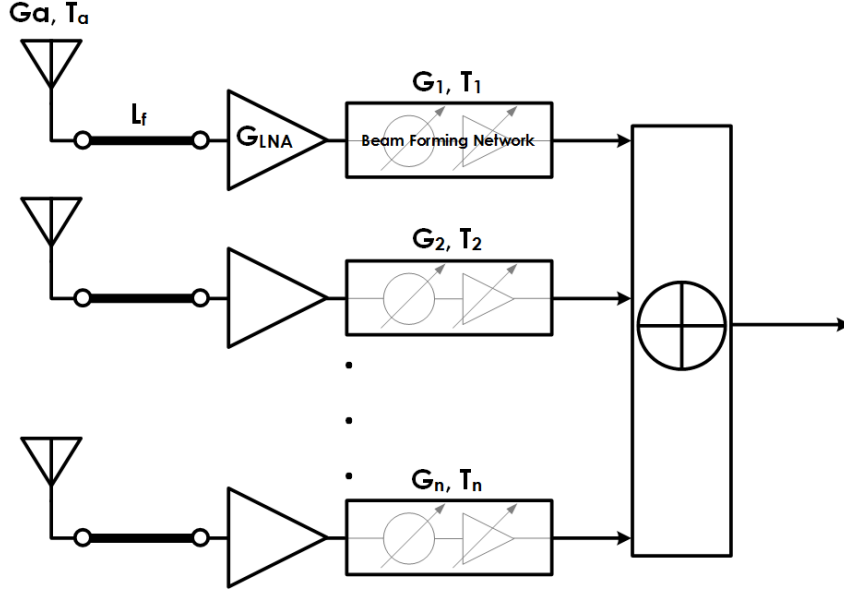 Ga, Ta
Lf
GLNA
G1, T1
Beam Forming Network
G2, T2
Gn, Tn